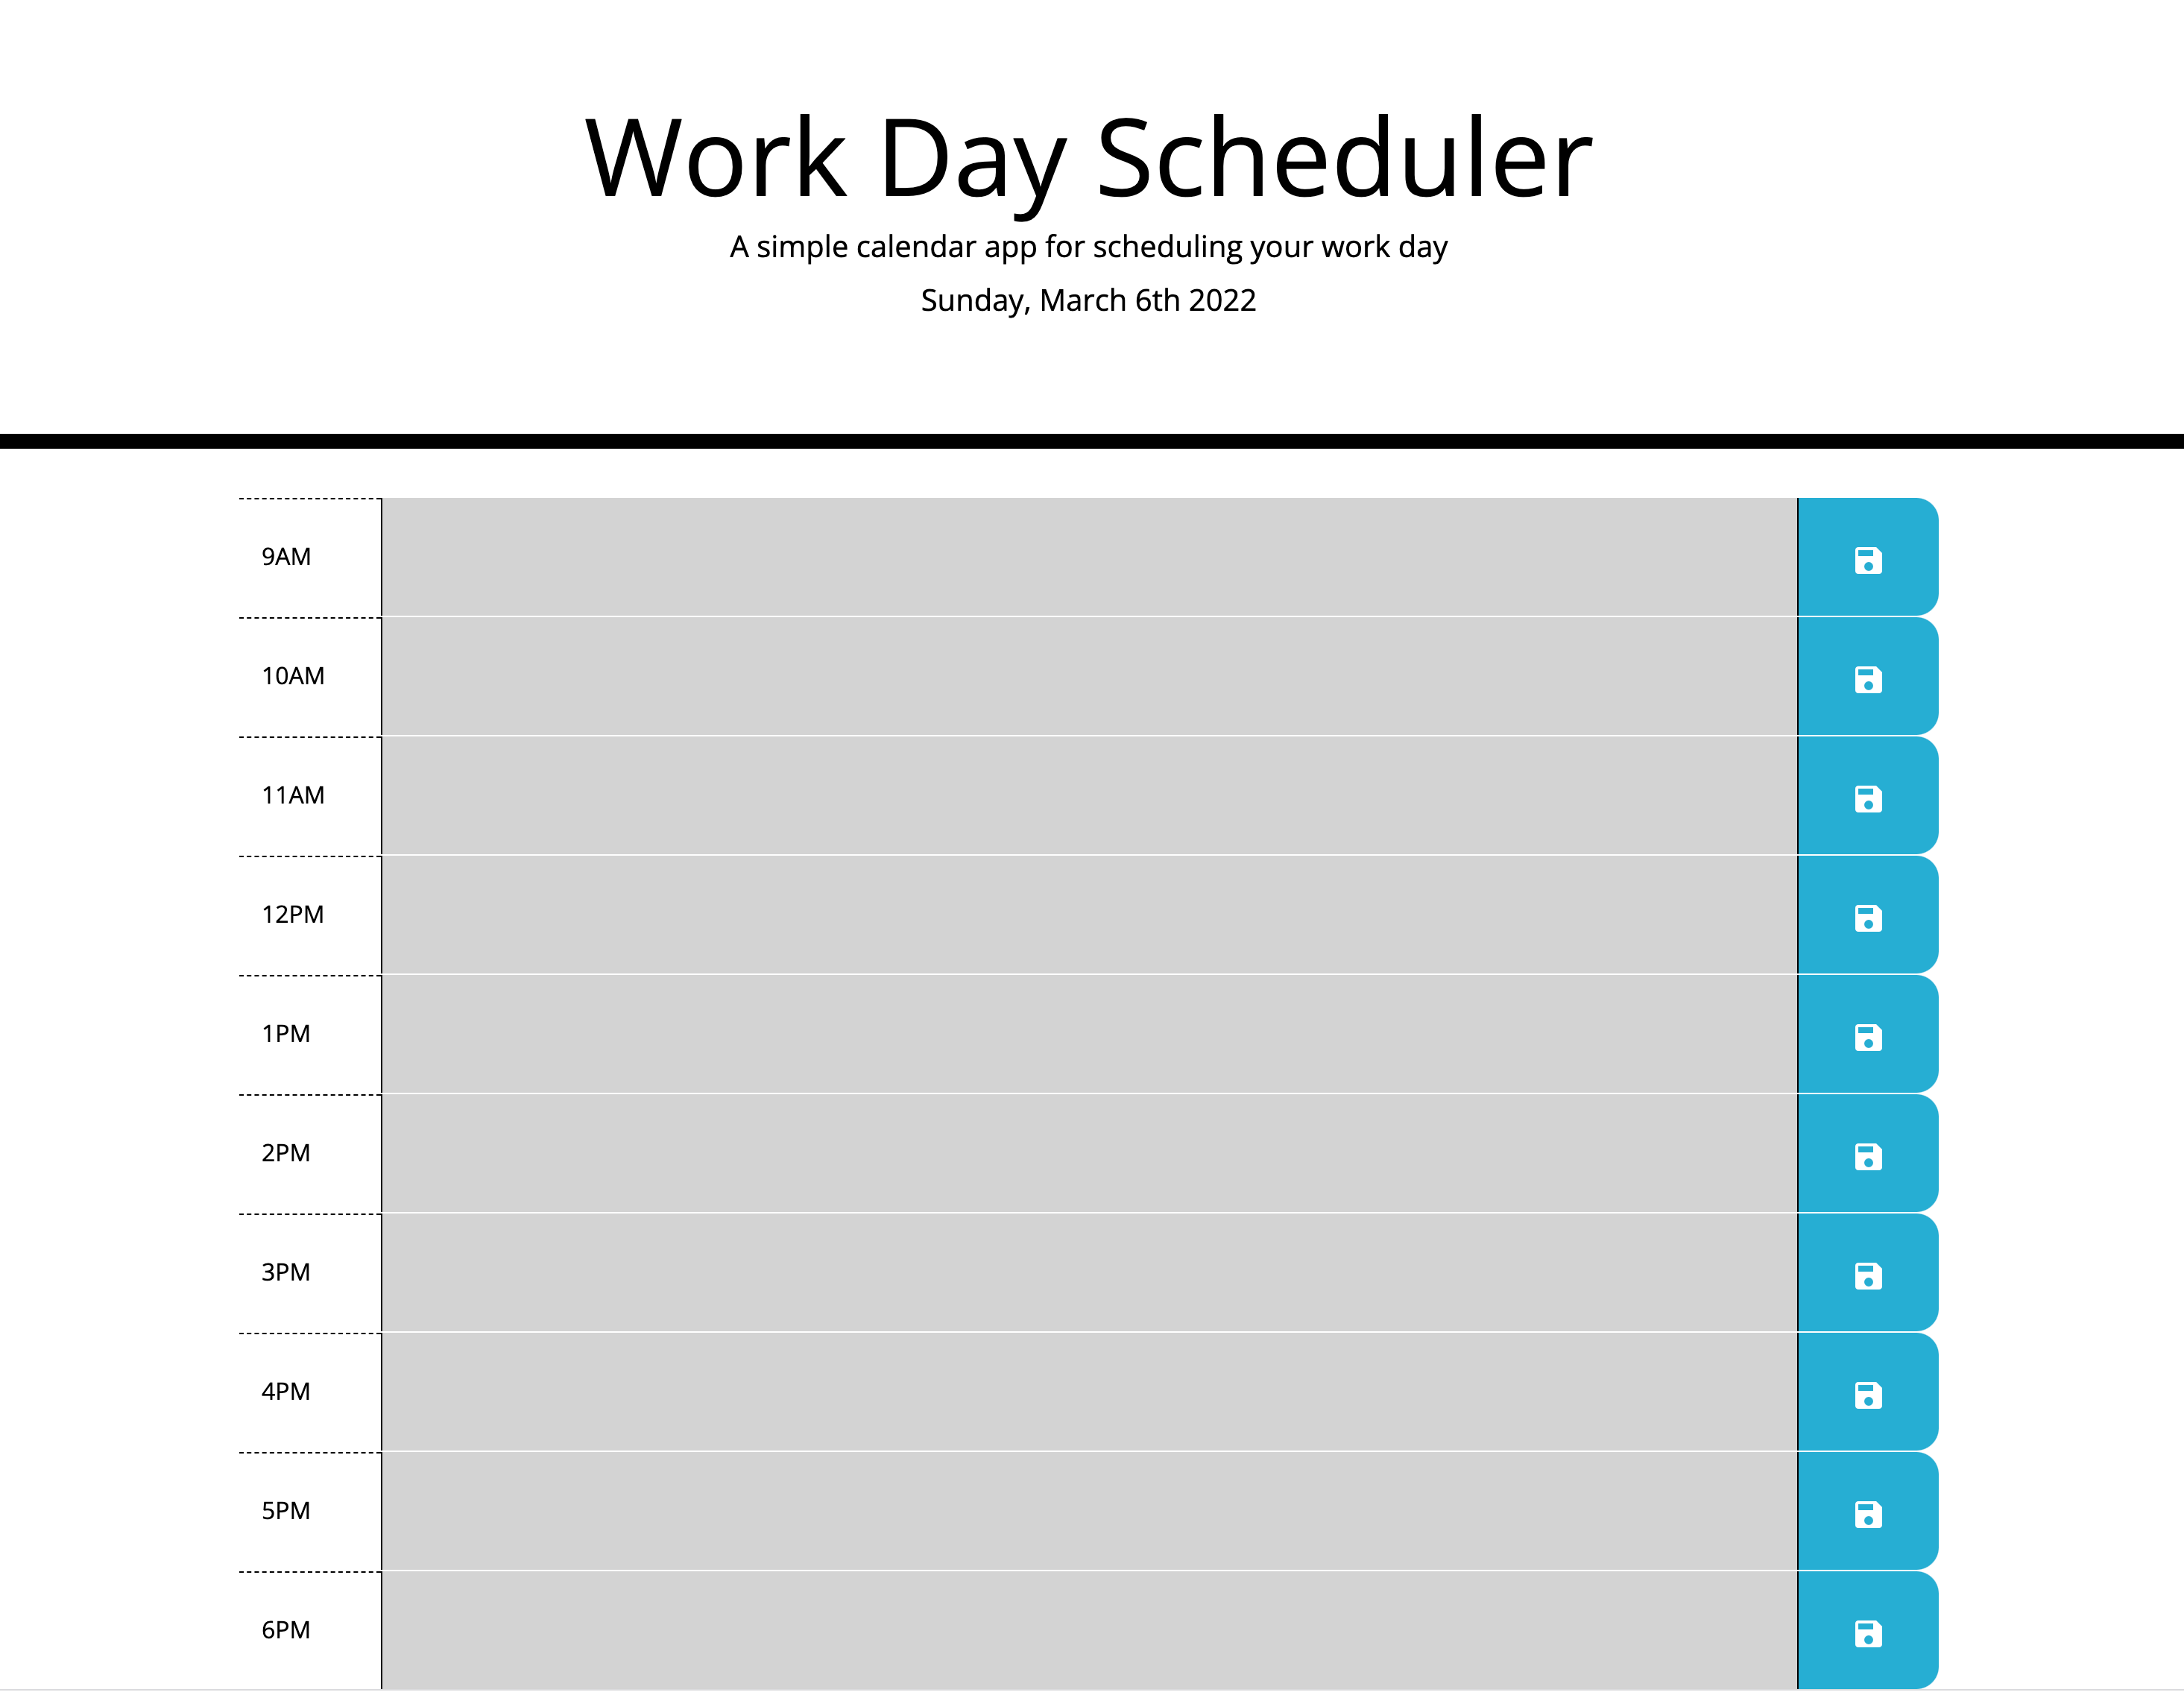 Work Day Scheduler
A simple calendar app for scheduling your work day
Sunday, March 6th 2022
9AM
10AM
11AM
12PM
1PM
2PM
3PM
4PM
5PM
6PM